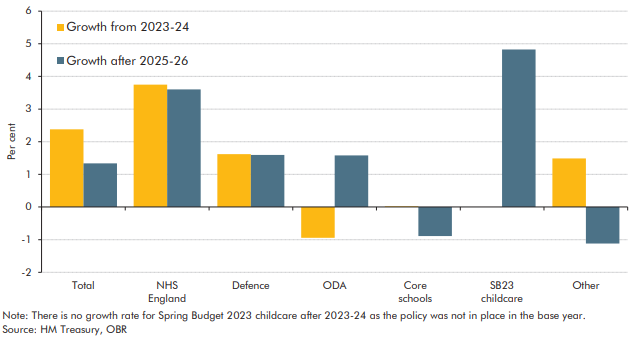 6
5
4
3
2
1
0
-1
-2
Per cent
Growth from 2023-24
Growth after 2025-26
Total
NHS
England
Defence
ODA
Core
schools
SB23
childcare
Other
Note: There is no growth rate for Spring Budget 2023 childcare after 2023-24 as the policy was not in place in the base year.
Source: HM Treasury, OBR